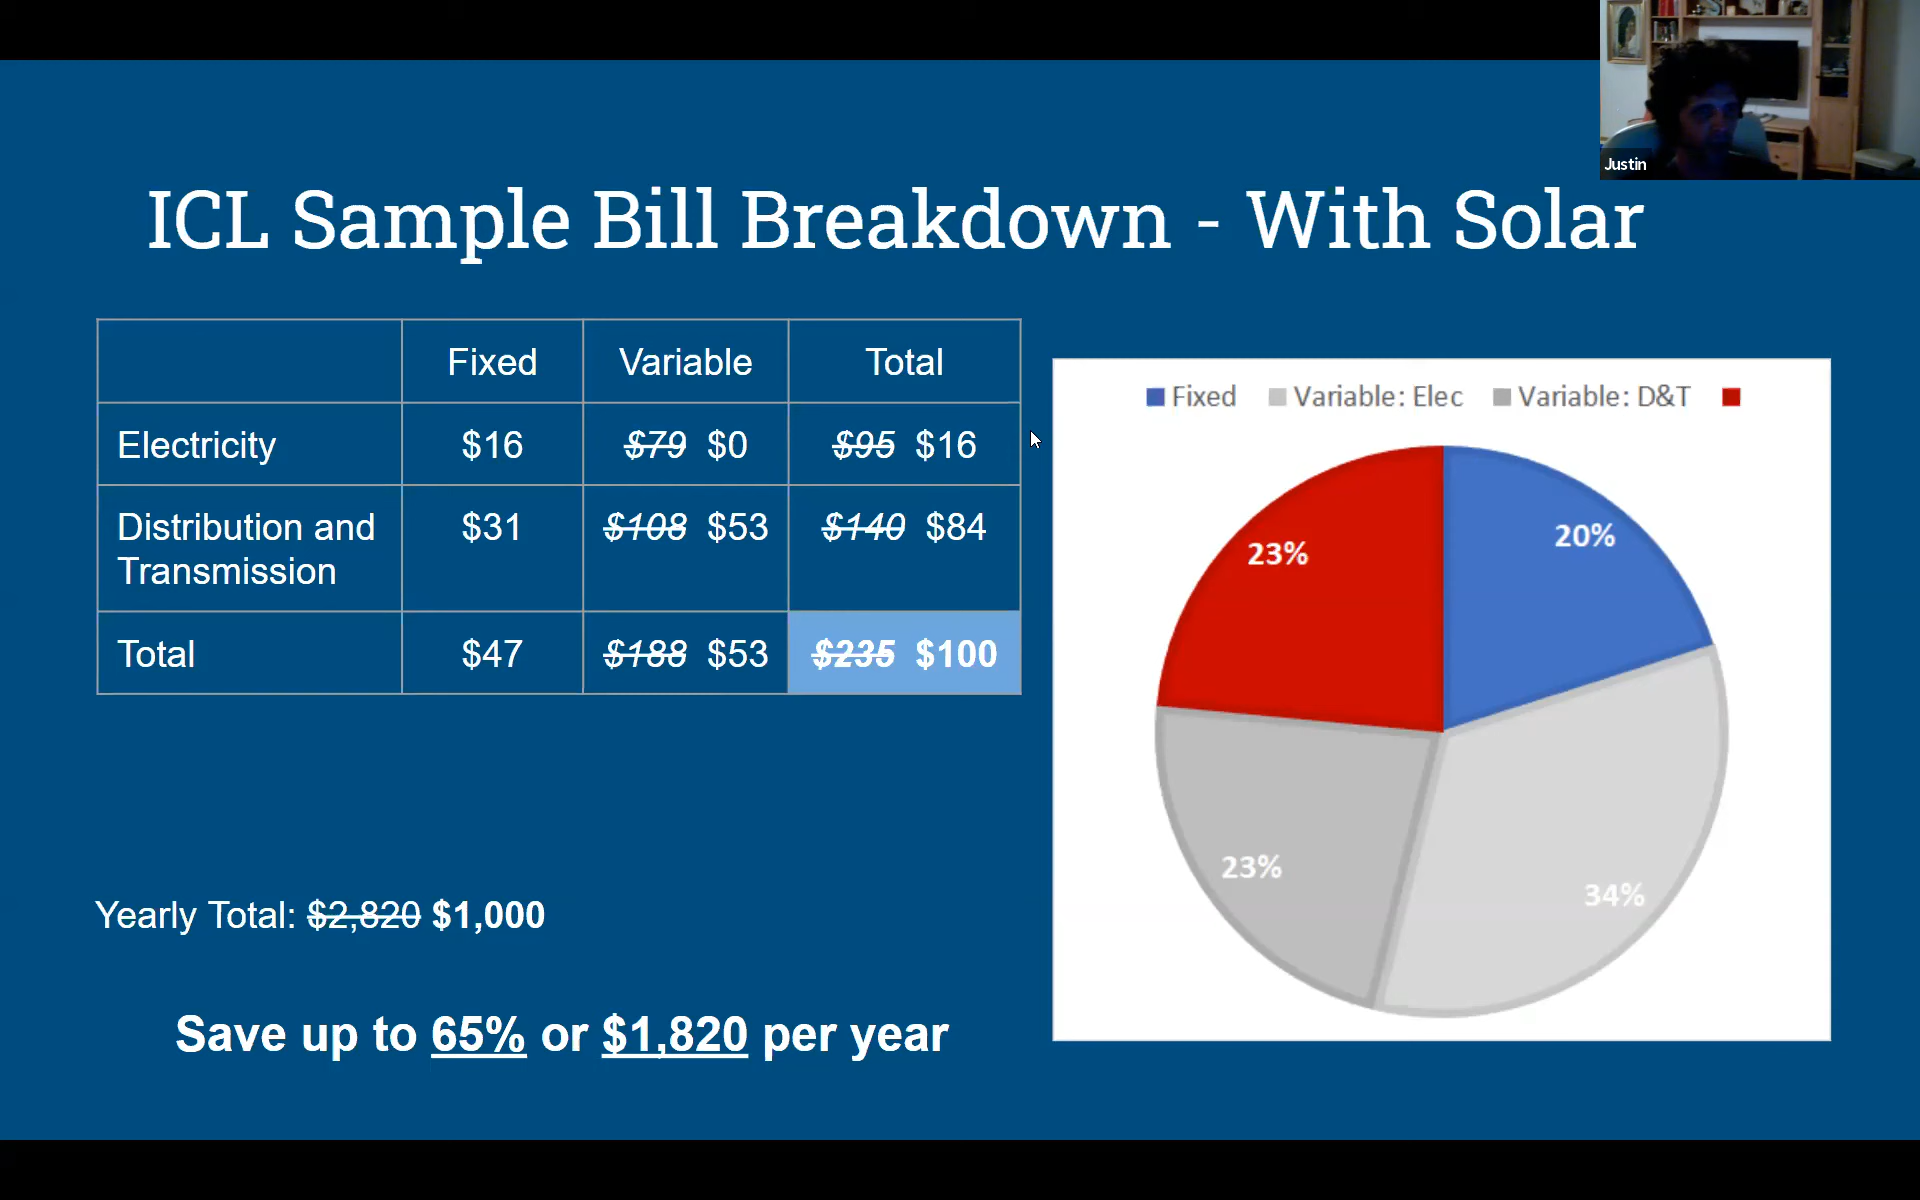 Justin
ICL Sample Bill Breakdown - With Solar
Fixed Variable Total
Electricity $16 $79 $0 $95 $16
Distribution and $31 $108 $53 $140 $84
Transmission
Total $47 $188 $53 $235 $100
Yearly Total: $2,820 $1,000
Save up to 65% or $1,820 per year
Fixed Variable: Elec Variable: D&T
20%
23%
23%
34%